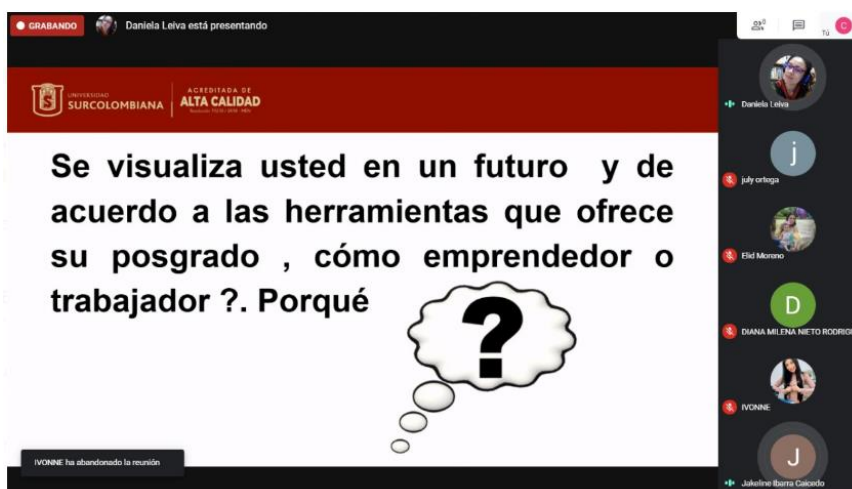 GRABANDO
Daniela Leiva está presentando
Tú
C
UNIVERSIDAD
SURCOLOMBIANA
ACREDITADA DE
ALTA CALIDAD
Se visualiza usted en un futuro y de
acuerdo a las herramientas que ofrece
su posgrado , cómo emprendedor o
trabajador ?. Porqué
?
IVONNE ha abandonado la reunión
Daniela Leiva
j
july ortega
Elid Moreno
D
DIANA MILENA NIETO RODRIG
IVONNE
J
Jakeline Ibarra Caicedo